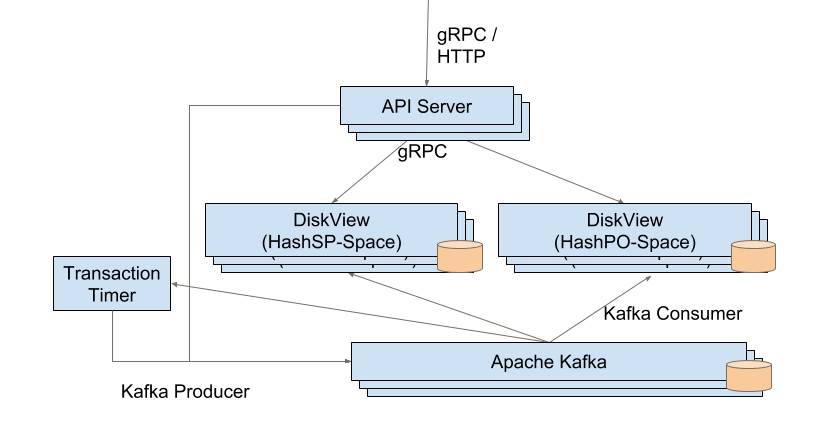 gRPC /
HTTP
API Server
gRPC
DiskView
(HashSP-Space)
DiskView
(HashPO-Space)
Transaction
Timer
Kafka Consumer
Apache Kafka
Kafka Producer